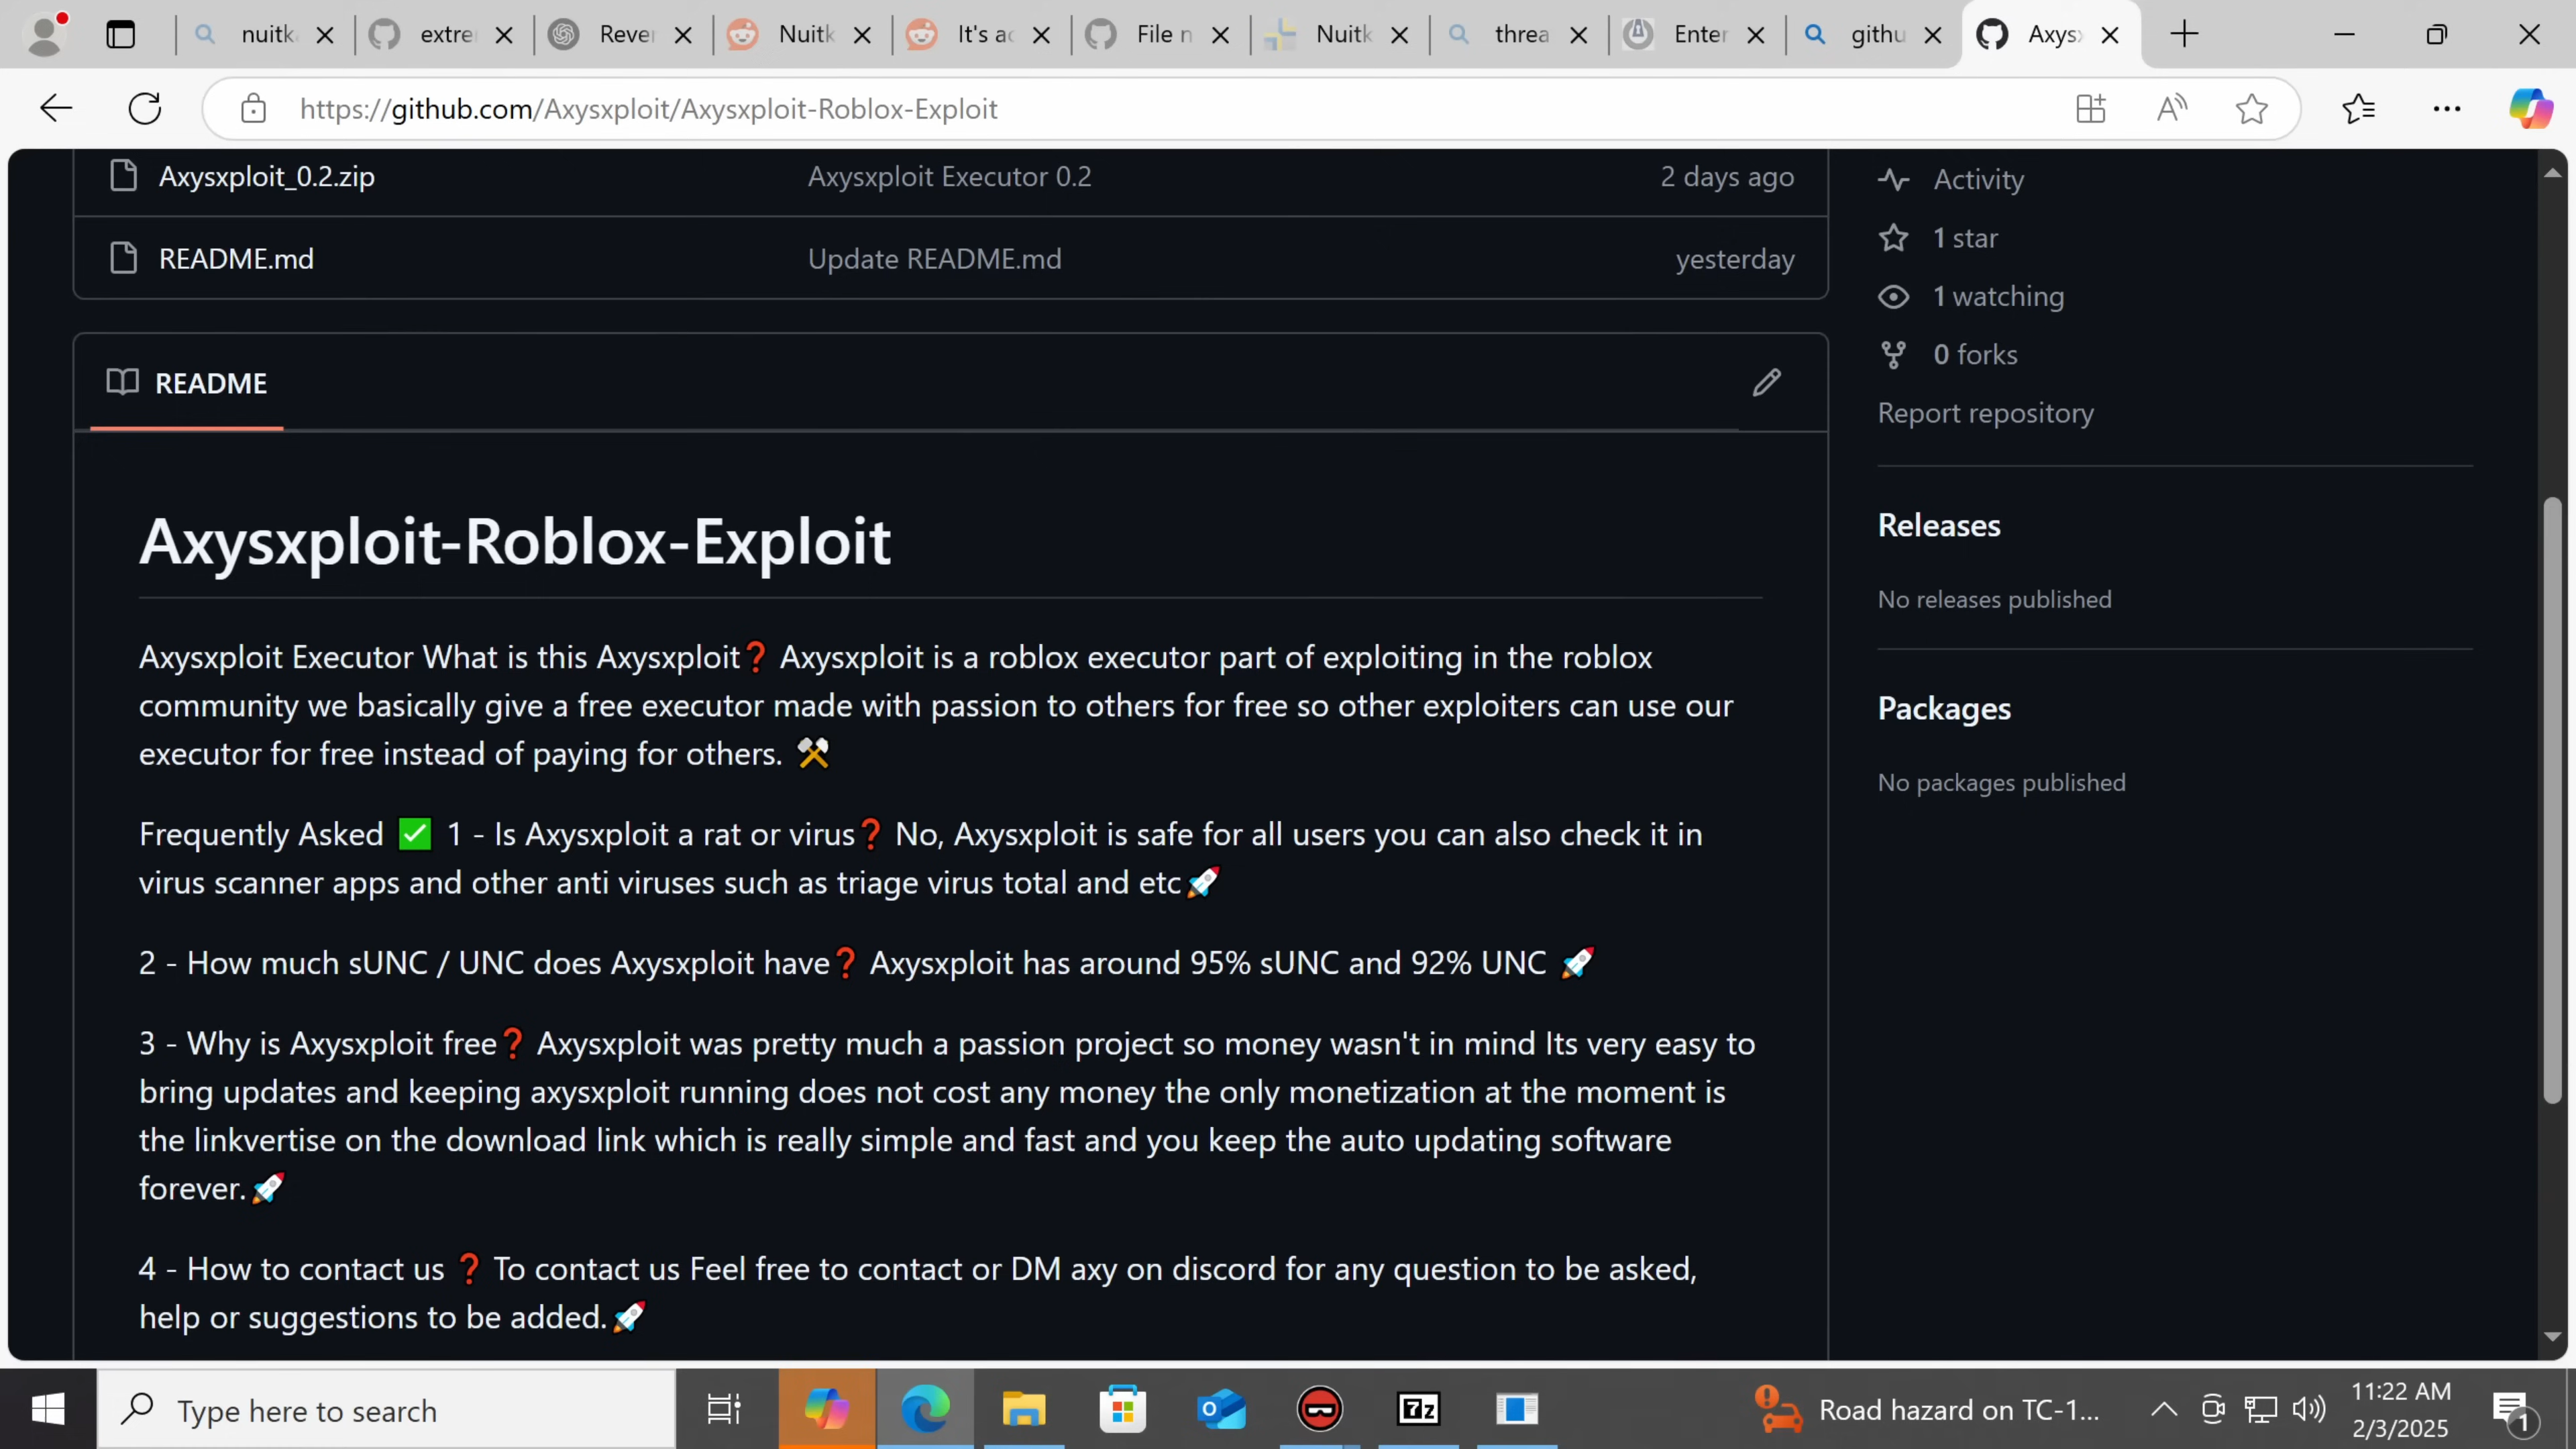 nuitk
extre
Rever
Nuitk
It's ac
File n
Nuitk
threa
Enter
githu
Axys
https://github.com/Axysxploit/Axysxploit-Roblox-Exploit
Axysxploit_0.2.zip Axysxploit Executor 0.2 2 days ago
README.md Update README.md yesterday
README
Axysxploit-Roblox-Exploit
Axysxploit Executor What is this Axysxploit❓ Axysxploit is a roblox executor part of exploiting in the roblox
community we basically give a free executor made with passion to others for free so other exploiters can use our
executor for free instead of paying for others. ⚒️
Frequently Asked ✅ 1 - Is Axysxploit a rat or virus❓ No, Axysxploit is safe for all users you can also check it in
virus scanner apps and other anti viruses such as triage virus total and etc🚀
2 - How much sUNC / UNC does Axysxploit have❓ Axysxploit has around 95% sUNC and 92% UNC 🚀
3 - Why is Axysxploit free❓ Axysxploit was pretty much a passion project so money wasn't in mind Its very easy to
bring updates and keeping axysxploit running does not cost any money the only monetization at the moment is
the linkvertise on the download link which is really simple and fast and you keep the auto updating software
forever.🚀
4 - How to contact us ❓ To contact us Feel free to contact or DM axy on discord for any question to be asked,
help or suggestions to be added.🚀
Activity
1 star
1 watching
0 forks
Report repository
Releases
No releases published
Packages
No packages published
Type here to search
7z
Road hazard on TC-1...
11:22 AM
2/3/2025
1